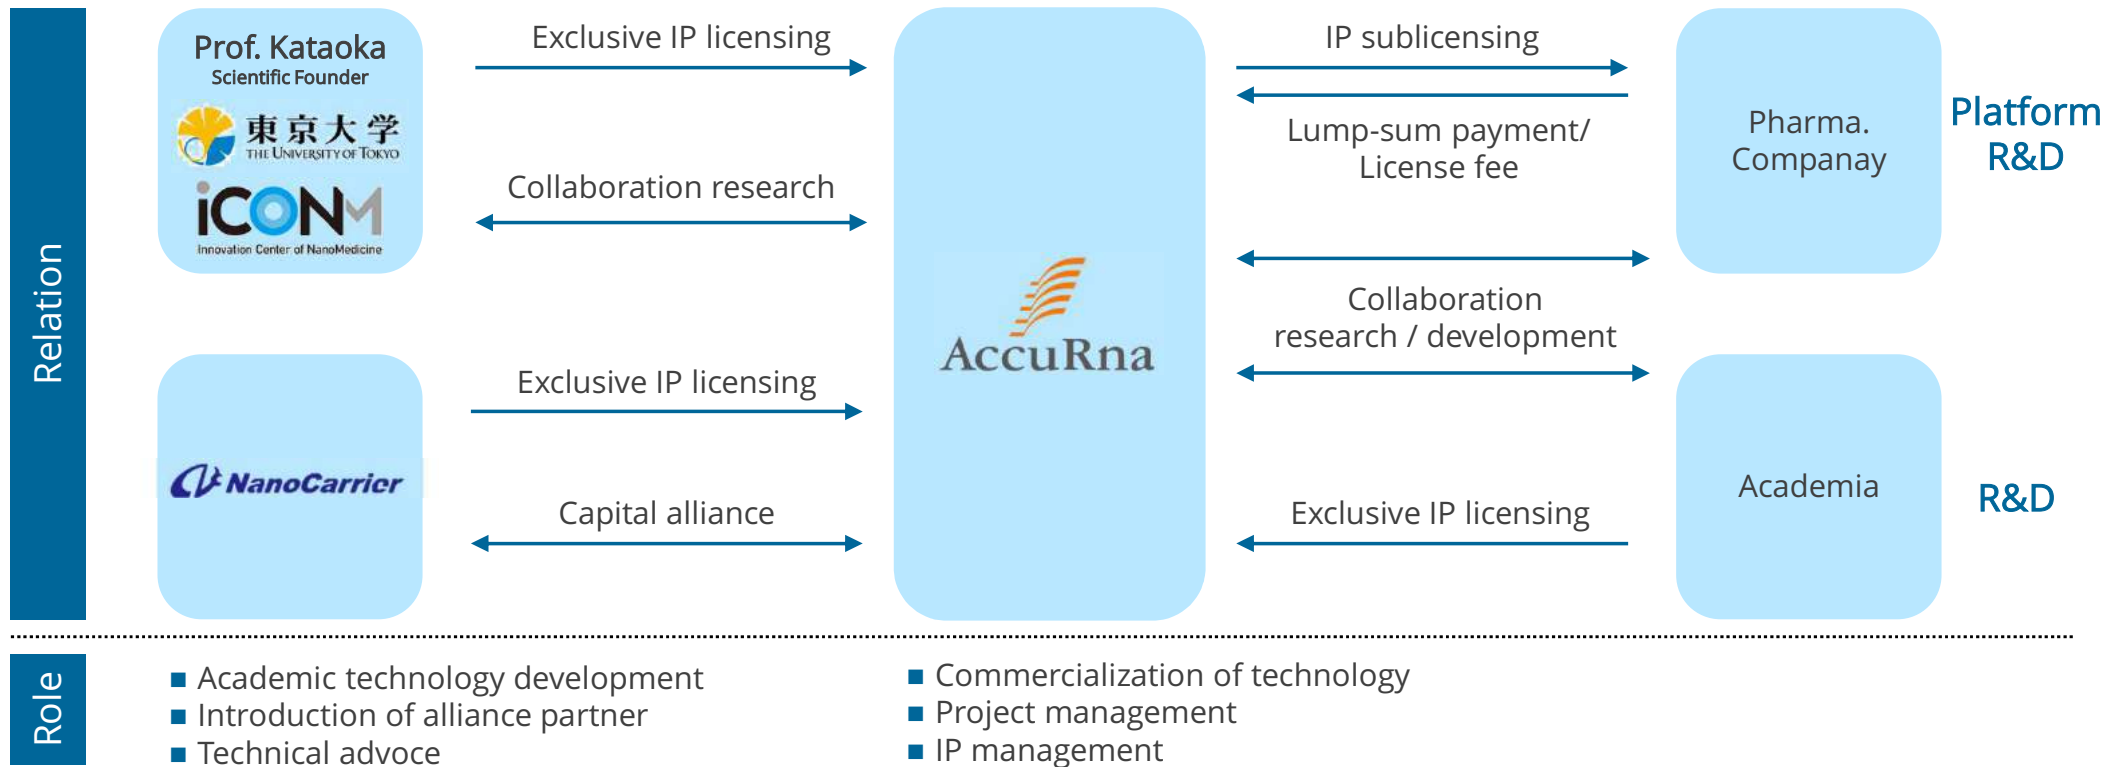 Relation
Prof. Kataoka
Scientific Founder
東京大学
THE UNIVERSITY OF TOKYO
iCONM
Innovation Center of NanoMedicine
Exclusive IP licensing
Collaboration research
NanoCarrier
Exclusive IP licensing
Capital alliance
AccuRna
IP sublicensing
Lump-sum payment/
License fee
Collaboration
research / development
Exclusive IP licensing
Pharma.
Companay
Platform
R&D
Academia
R&D
Role
■ Academic technology development
■ Introduction of alliance partner
■ Technical advoce
■ Commercialization of technology
■ Project management
■ IP management